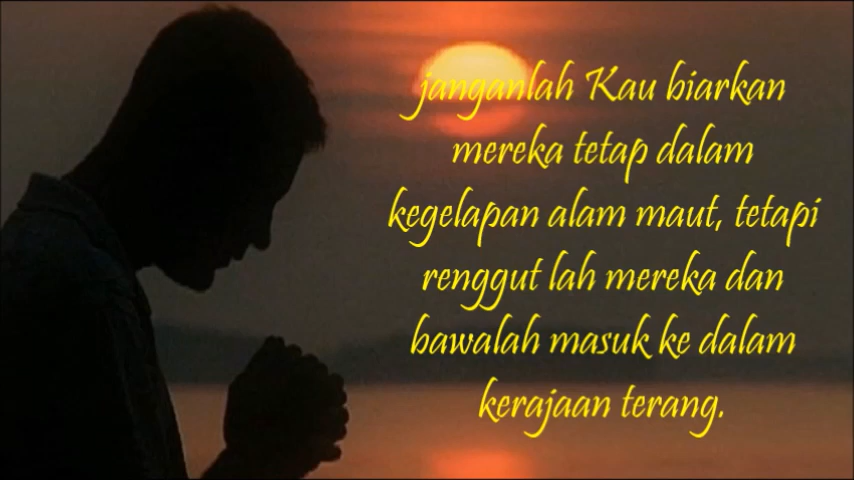 janganlah Kau biarkan
mereka tetap dalam
kegelapan alam maut, tetapi
renggut lah mereka dan
bawalah masuk ke dalam
kerajaan terang.